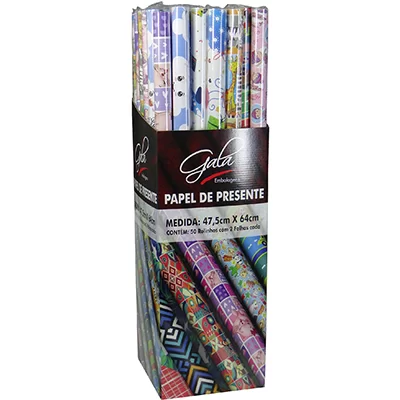 Gala
Embalagens
PAPEL DE PRESENTE
MEDIDA: 47,5cm X 64cm
CONTÉM: 50 Rolinhos com 2 Folhas cada